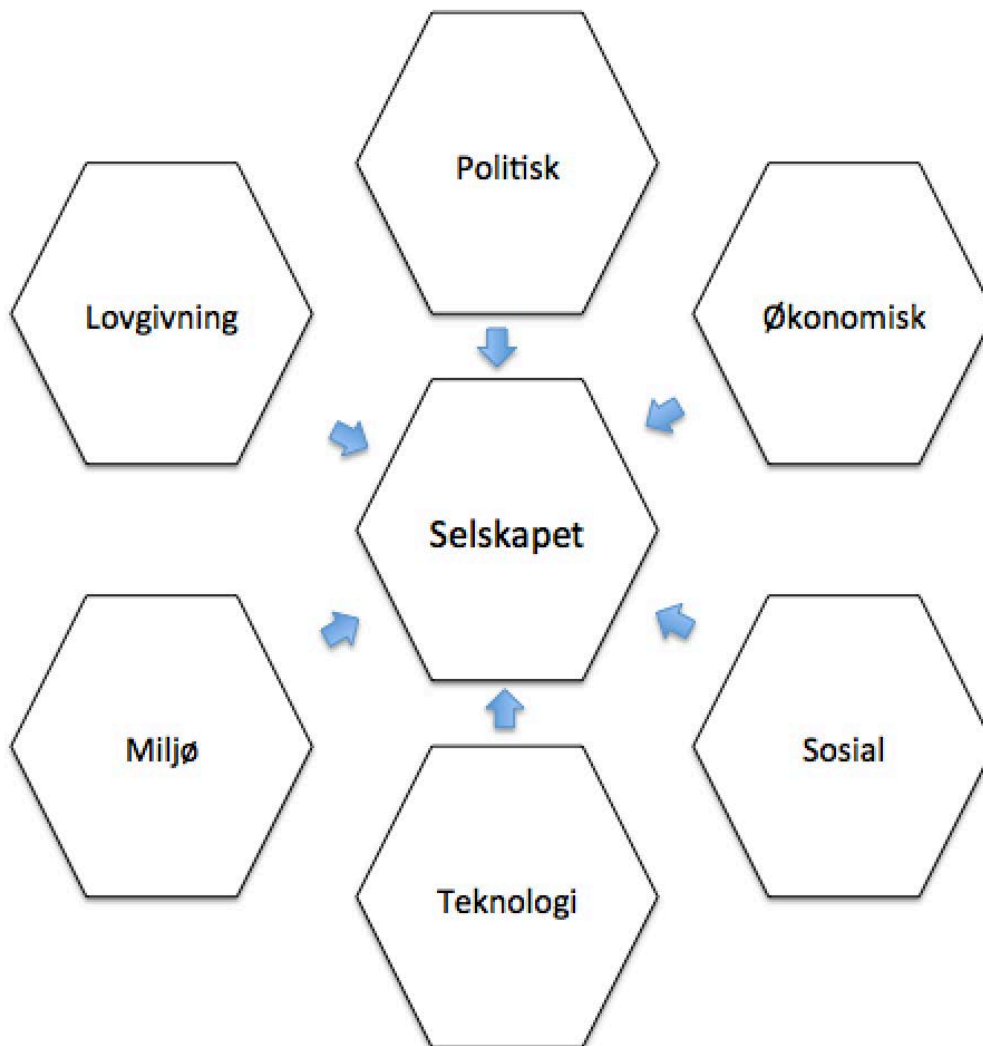 Politisk
Lovgivning
Økonomisk
Selskapet
Miljø
Sosial
Teknologi